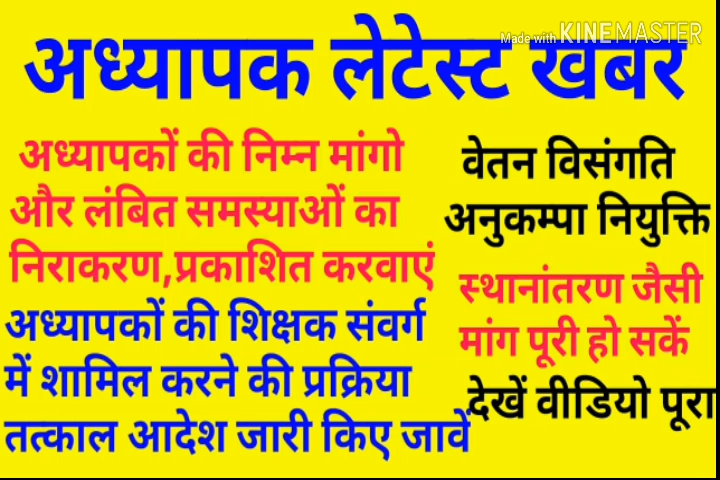 Made with KINEMASTER
अध्यापक लेटेस्ट खबर
अध्यापकों की निम्न मांगो
और लंबित समस्याओं का
निराकरण,प्रकाशित करवाएं
अध्यापकों की शिक्षक संवर्ग
में शामिल करने की प्रक्रिया
तत्काल आदेश जारी किए जावें
वेतन विसंगति
अनुकम्पा नियुक्ति
स्थानांतरण जैसी
मांग पूरी हो सकें
देखें वीडियो पूरा